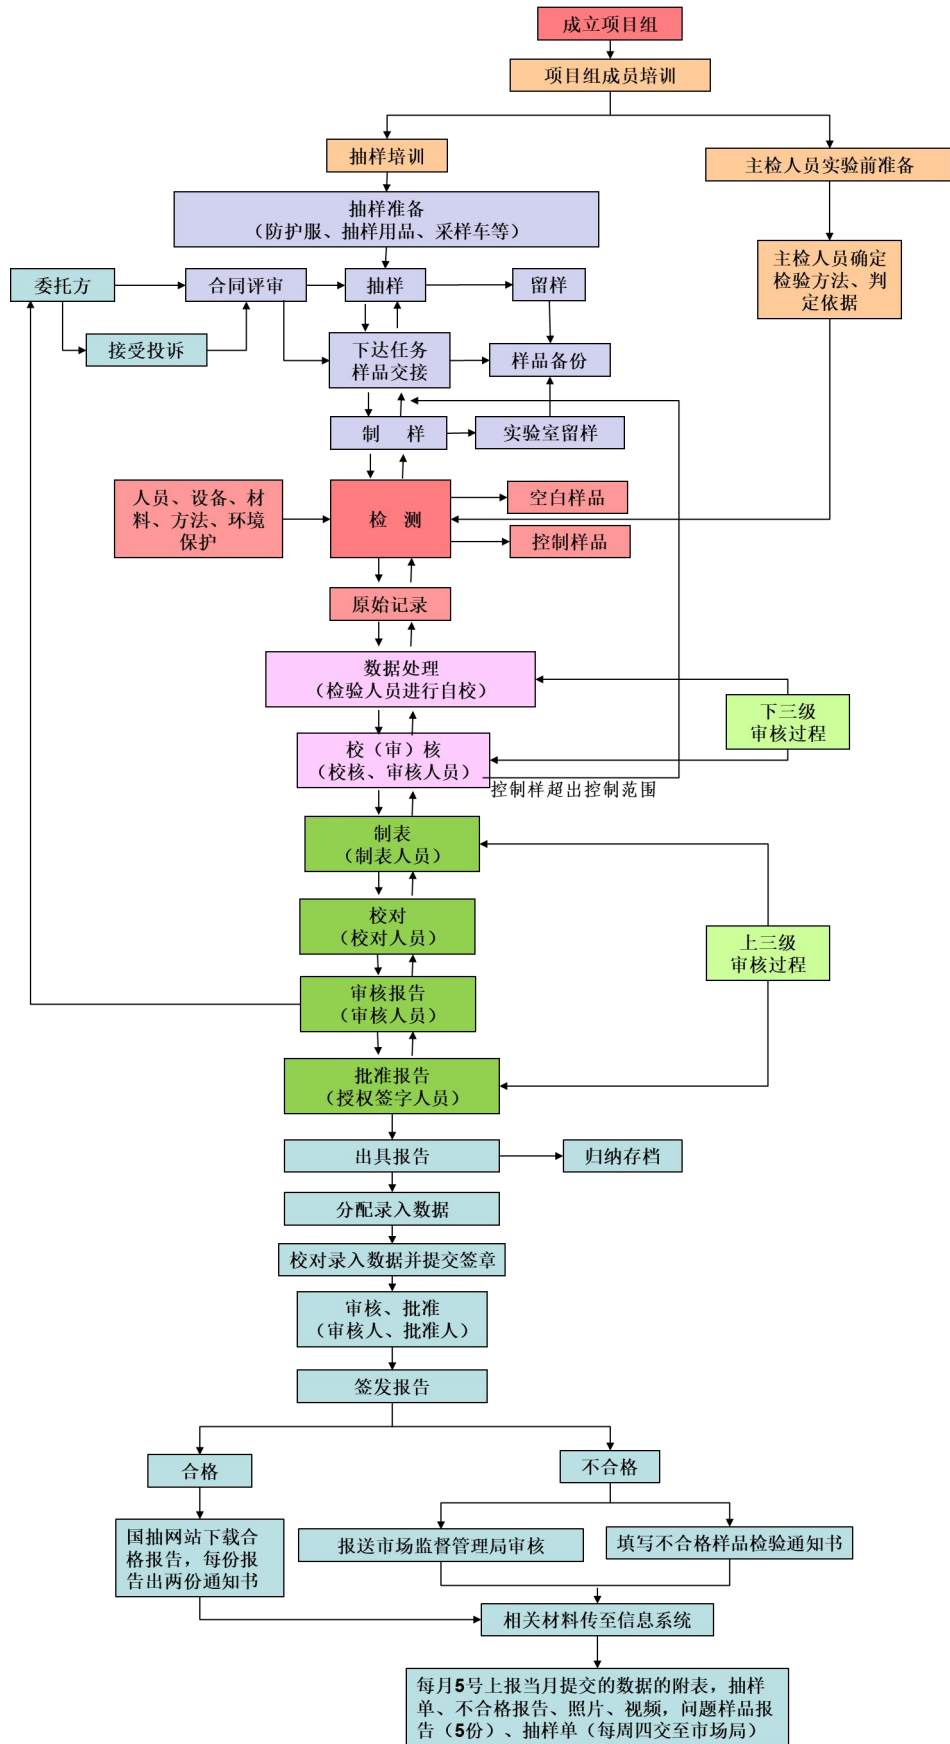 成立项目组
项目组成员培训
抽样培训
主检人员实验前准备
抽样准备
（防护服、抽样用品、采样车等）
主检人员确定
检验方法、判
定依据
委托方
合同评审
抽样
留样
接受投诉
下达任务
样品交接
样品备份
制　样
实验室留样
人员、设备、材
料、方法、环境
保护
检　测
空白样品
控制样品
原始记录
数据处理
（检验人员进行自校）
下三级
审核过程
校（审）核
（校核、审核人员）
控制样超出控制范围
制表
（制表人员）
校对
（校对人员）
上三级
审核过程
审核报告
（审核人员）
批准报告
（授权签字人员）
出具报告
归纳存档
分配录入数据
校对录入数据并提交签章
审核、批准
（审核人、批准人）
签发报告
合格
不合格
国抽网站下载合
格报告，每份报
告出两份通知书
报送市场监督管理局审核
填写不合格样品检验通知书
相关材料传至信息系统
每月5号上报当月提交的数据的附表，抽样
单、不合格报告、照片、视频，问题样品报
告（5份）、抽样单（每周四交至市场局）